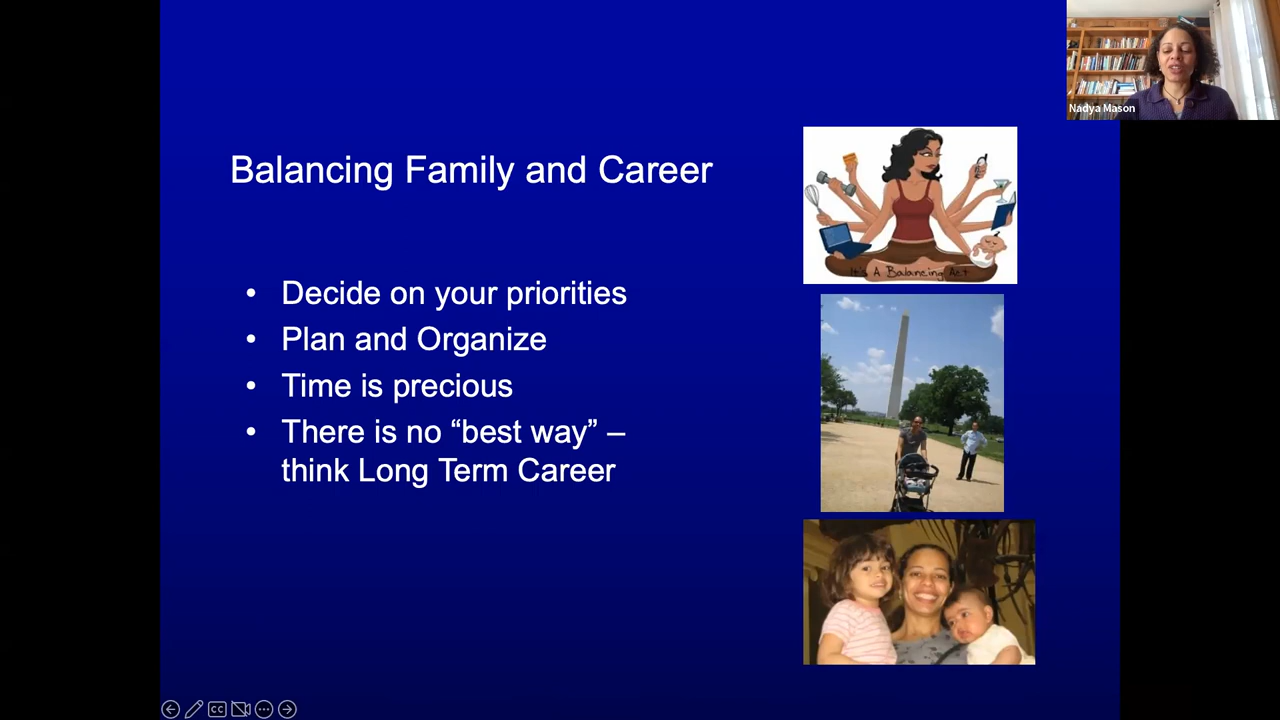 Nadya Mason
Balancing Family and Career
It's A Balancing Act
• Decide on your priorities
• Plan and Organize
• Time is precious
• There is no “best way” –
think Long Term Career
CC